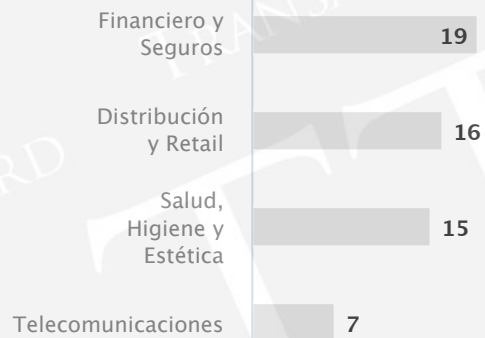 Financiero y
Seguros
19
Distribución
y Retail
16
Salud,
Higiene y
Estética
15
Telecomunicaciones
7